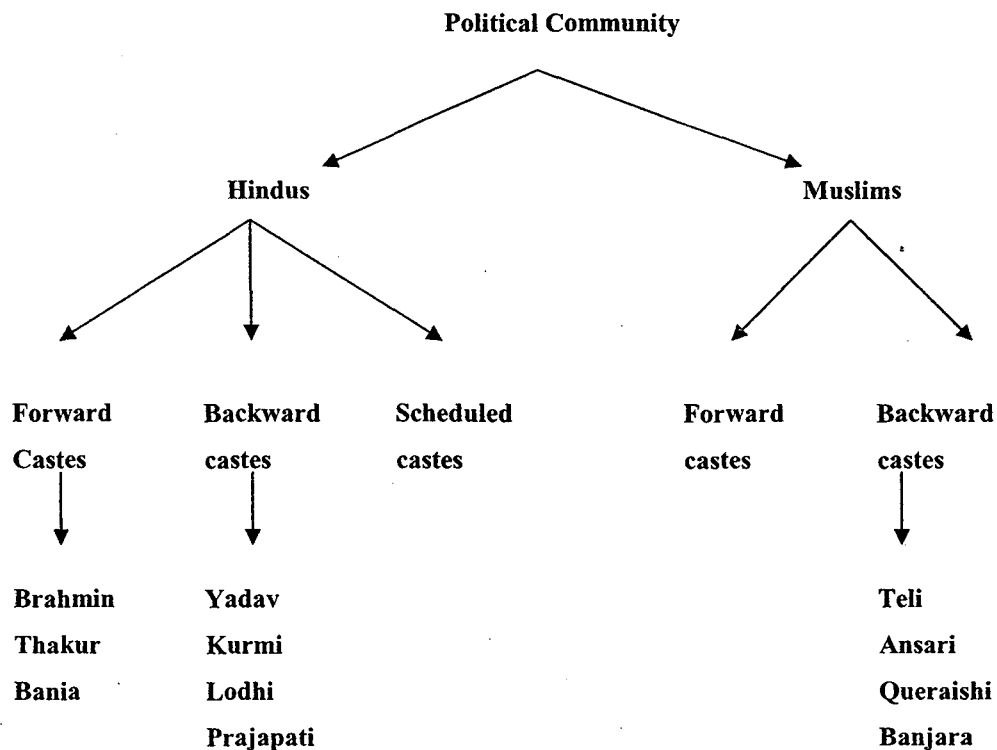 Political Community
Hindus
Muslims
Forward
Castes
Backward
castes
Scheduled
castes
Forward
castes
Backward
castes
Brahmin
Thakur
Bania
Yadav
Kurmi
Lodhi
Prajapati
Teli
Ansari
Queraishi
Banjara